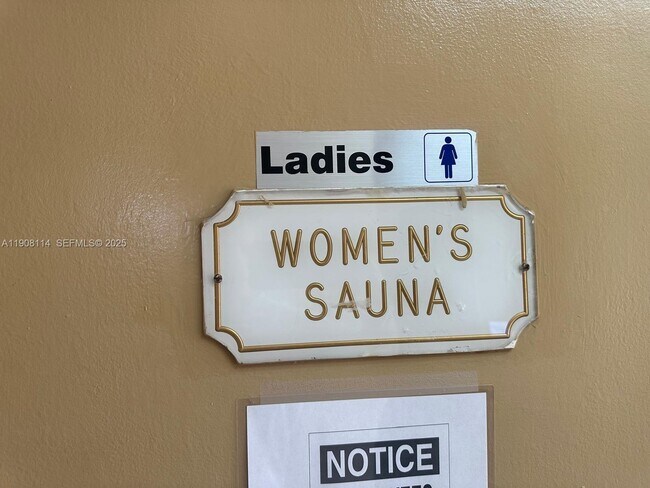 Ladies
WOMEN'S
SAUNA
A11908114 SEFMLS© 2025
NOTICE